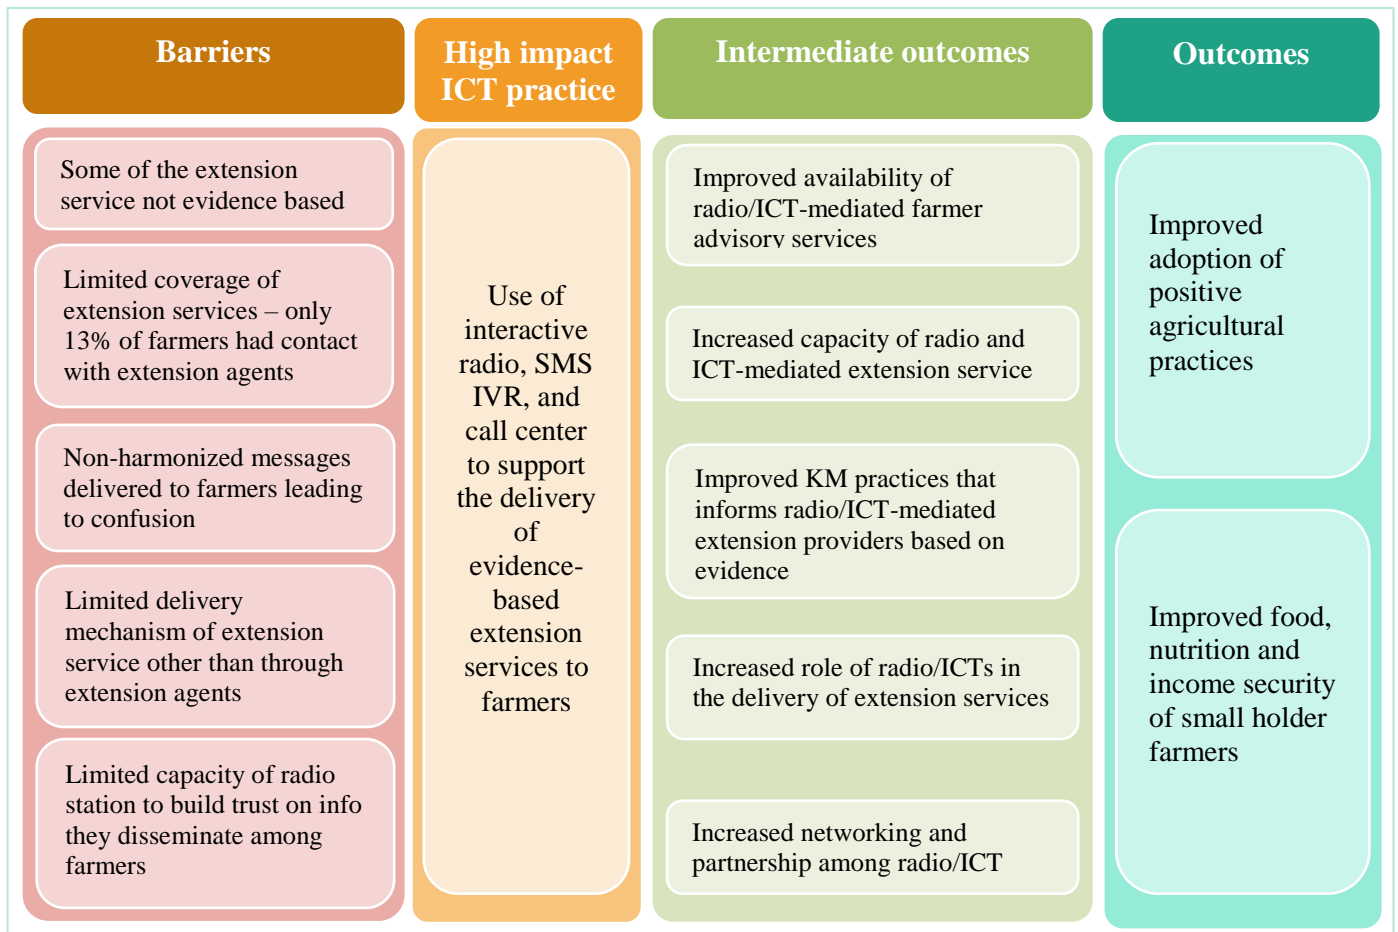 Barriers
Some of the extension
service not evidence based
Limited coverage of
extension services – only
13% of farmers had contact
with extension agents
Non-harmonized messages
delivered to farmers leading
to confusion
Limited delivery
mechanism of extension
service other than through
extension agents
Limited capacity of radio
station to build trust on info
they disseminate among
farmers
High impact
ICT practice
Use of
interactive
radio, SMS
IVR, and
call center
to support
the delivery
of
evidence-
based
extension
services to
farmers
Intermediate outcomes
Improved availability of
radio/ICT-mediated farmer
advisory services
Increased capacity of radio and
ICT-mediated extension service
Improved KM practices that
informs radio/ICT-mediated
extension providers based on
evidence
Increased role of radio/ICTs in
the delivery of extension services
Increased networking and
partnership among radio/ICT
Outcomes
Improved
adoption of
positive
agricultural
practices
Improved food,
nutrition and
income security
of small holder
farmers